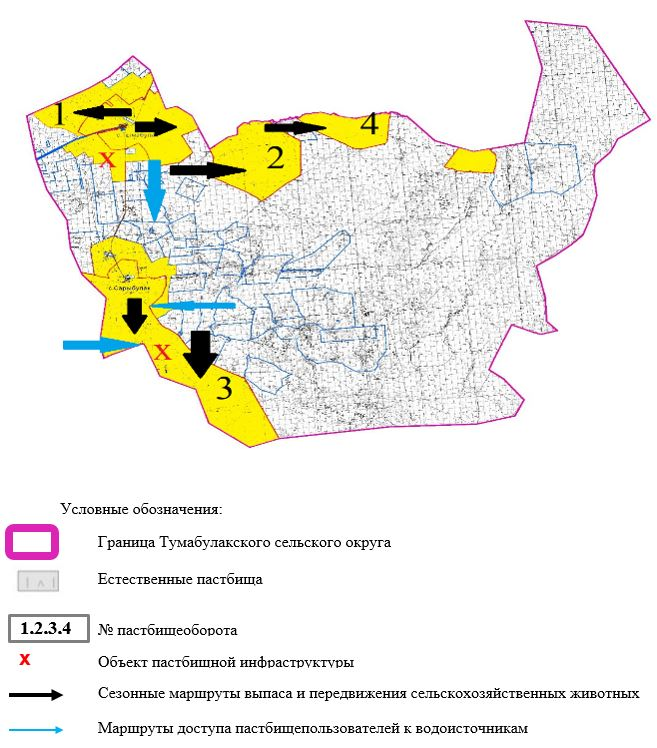 1
4
2
X
с.Сарыбулак
X
3
Условные обозначения:
Граница Тумабулакского сельского округа
Естественные пастбища
1.2.3.4 № пастбищеоборота
X Объект пастбищной инфраструктуры
Сезонные маршруты выпаса и передвижения сельскохозяйственных животных
Маршруты доступа пастбищепользователей к водоисточникам